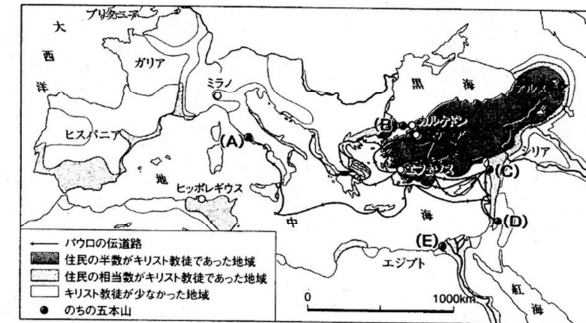 大西洋
ブリタニア
ガリア
ミラノ
黒海
ヒスパニア
(A)
(B)
カルケドン
シリア
地
ヒッポレギウス
中
海
(C)
(D)
(E)
エジプト
紅海
パウロの伝道路
住民の半数がキリスト教徒であった地域
住民の相当数がキリスト教徒であった地域
キリスト教徒が少なかった地域
のちの五本山
0
1000km